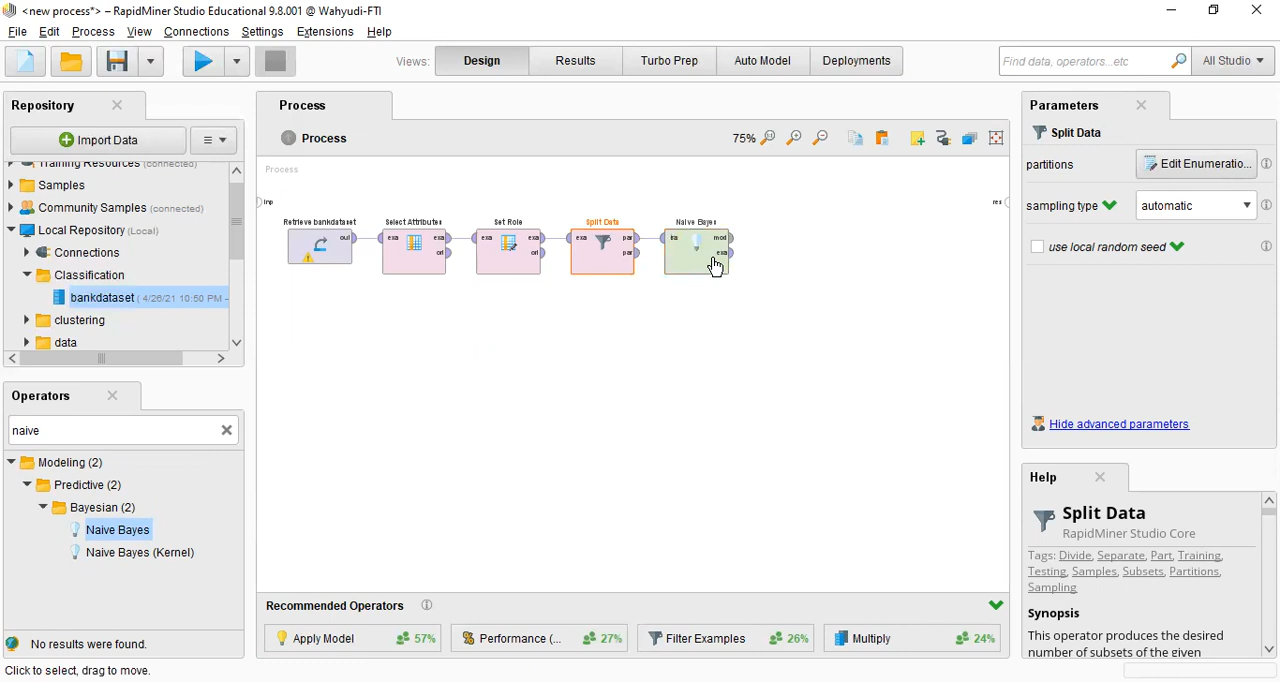 <new process*> – RapidMiner Studio Educational 9.8.001 @ Wahyudi-FTI
File Edit Process View Connections Settings Extensions Help
Views: Design Results Turbo Prep Auto Model Deployments Find data, operators...etc All Studio
Repository
Import Data
Training Resources (connected)
Samples
Community Samples (connected)
Local Repository (Local)
Connections
Classification
bankdataset ( 4/26/21 10:50 PM –
clustering
data
Operators
naive
Modeling (2)
Predictive (2)
Bayesian (2)
Naive Bayes
Naive Bayes (Kernel)
No results were found.
Click to select, drag to move.
Process
Process
75%
Process
inp
res
Retrieve bankdataset Select Attributes Set Role Split Data Naive Bayes
out exa exa exa exa exa par tra mod
ori ori par exa
Recommended Operators
Apply Model 57% Performance (... 27% Filter Examples 26% Multiply 24%
Parameters
Split Data
partitions Edit Enumeratio...
sampling type automatic
use local random seed
Hide advanced parameters
Help
Split Data
RapidMiner Studio Core
Tags: Divide, Separate, Part, Training,
Testing, Samples, Subsets, Partitions,
Sampling
Synopsis
This operator produces the desired
number of subsets of the given